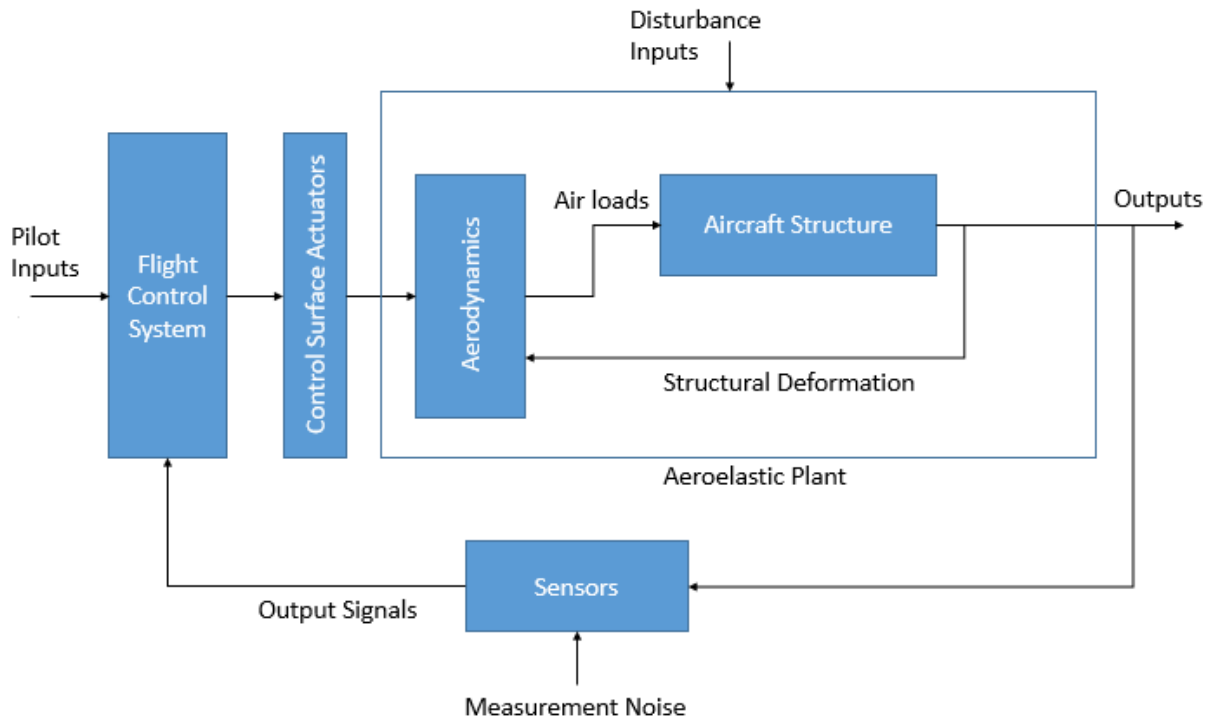 Disturbance
Inputs
Pilot
Inputs
Flight
Control
System
Control Surface Actuators
Aerodynamics
Air loads
Aircraft Structure
Outputs
Structural Deformation
Aeroelastic Plant
Sensors
Output Signals
Measurement Noise